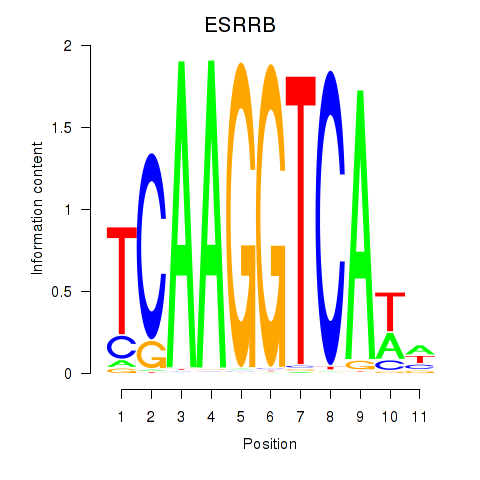 ESRRB
2
1.5
1
0.5
0
Information content
TCAAGGTCATA
1 2 3 4 5 6 7 8 9 10 11
Position